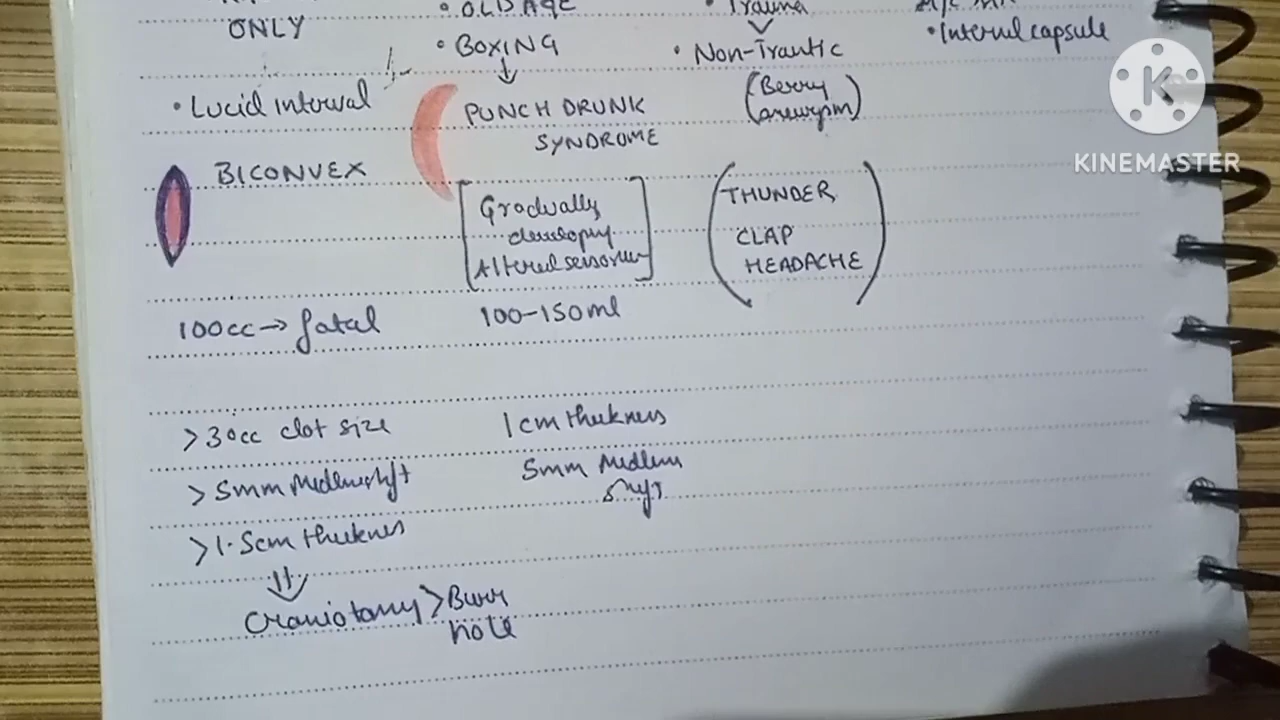 ONLY
• OLD AGE
• Trauma
• BOXING
• Non-Trautic
• Internal capsule
• Lucid interval
PUNCH DRUNK
SYNDROME
(Berry
aneurysm)
BICONVEX
Gradually
developing
Altered sensorium
THUNDER
CLAP
HEADACHE
100cc → fatal
100-150ml
>30cc clot size
1cm thickness
>5mm Midline shift
5mm Midline
shift
>1.5cm thickness
Craniotomy > Burr
hole
K
KINEMASTER